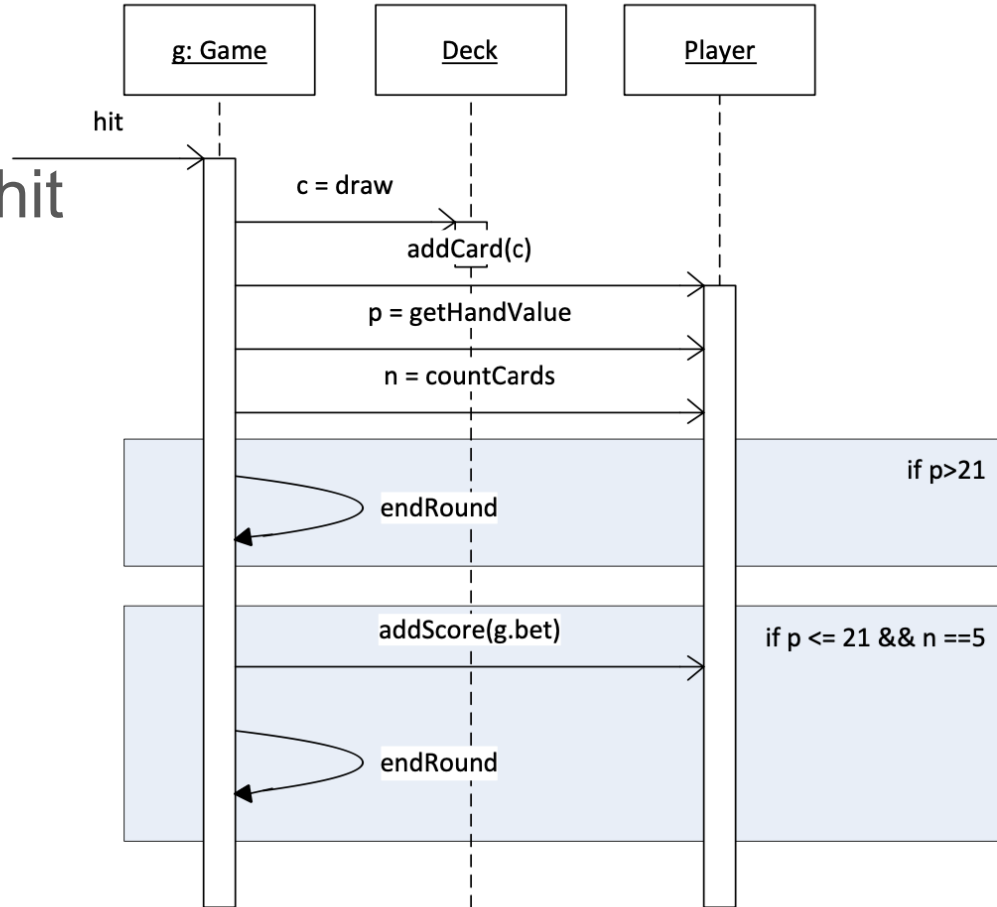 g: Game
Deck
Player
hit
hit
c = draw
addCard(c)
p = getHandValue
n = countCards
if p>21
endRound
addScore(g.bet)
if p <= 21 && n ==5
endRound